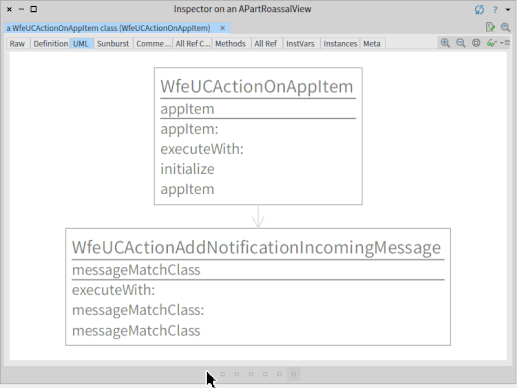 Inspector on an APartRoassalView
a WfeUCActionOnAppItem class (WfeUCActionOnAppItem)
Raw Definition UML Sunburst Comme... All Ref C... Methods All Ref InstVars Instances Meta
WfeUCActionOnAppItem
appItem
appItem:
executeWith:
initialize
appItem
WfeUCActionAddNotificationIncomingMessage
messageMatchClass
executeWith:
messageMatchClass:
messageMatchClass